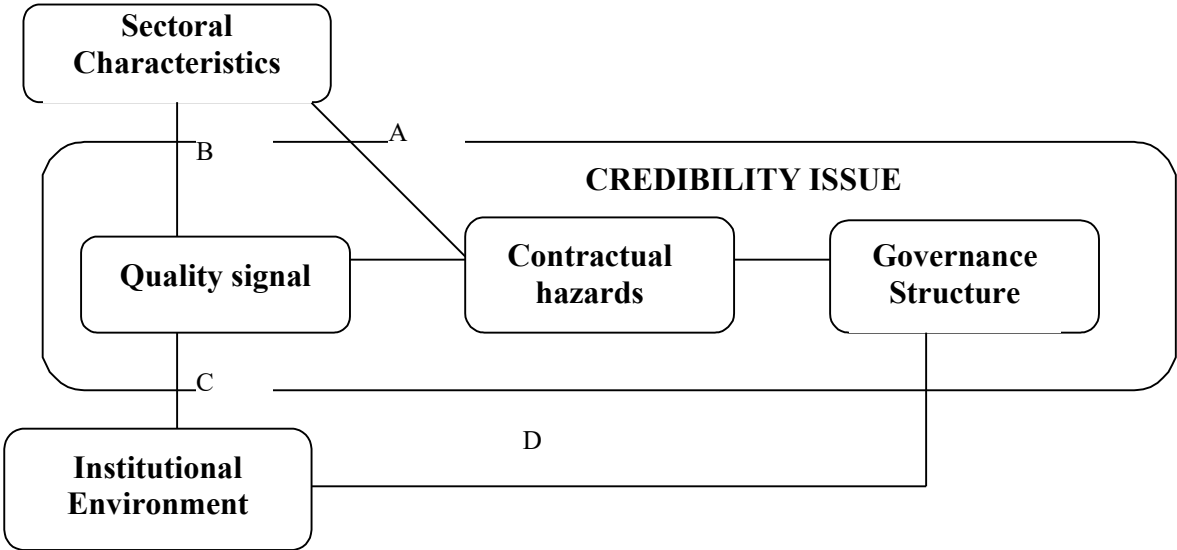 Sectoral
Characteristics
A
B
CREDIBILITY ISSUE
Quality signal
Contractual
hazards
Governance
Structure
C
D
Institutional
Environment